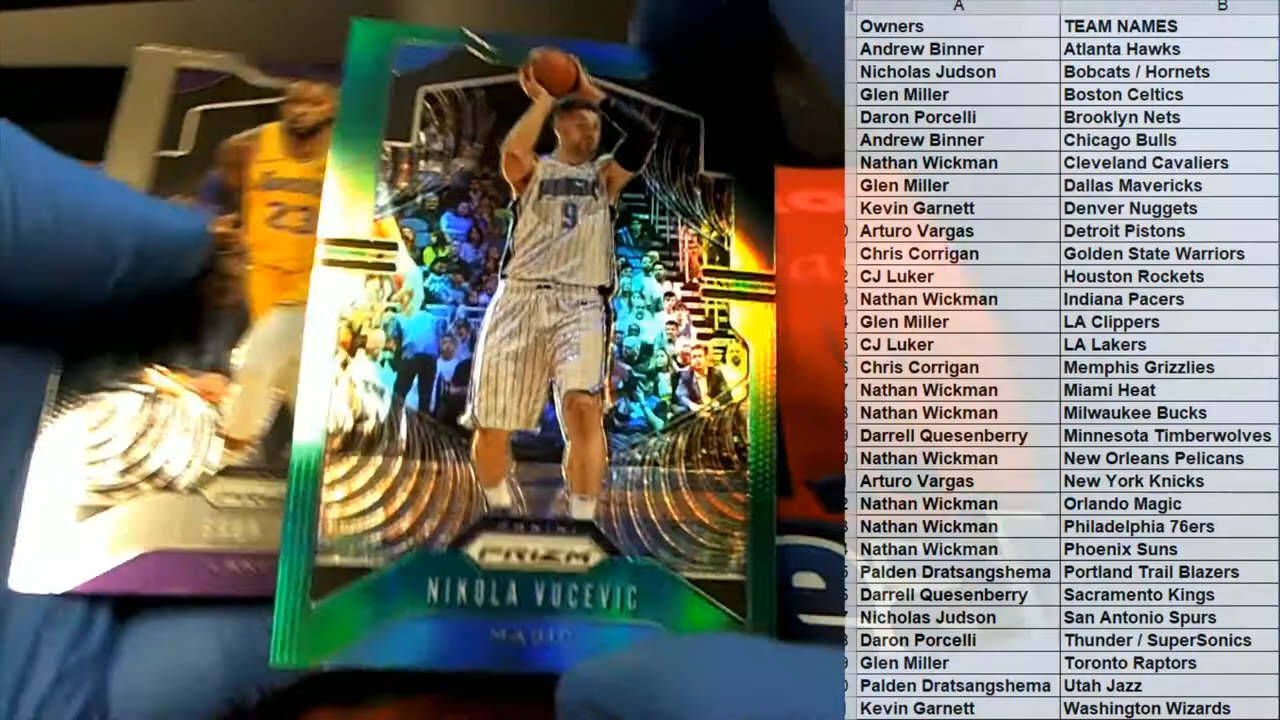 23
9
PANINI
PRIZM
NIKOLA VUCEVIC
MAGIC
A B
Owners TEAM NAMES
Andrew Binner Atlanta Hawks
Nicholas Judson Bobcats / Hornets
Glen Miller Boston Celtics
Daron Porcelli Brooklyn Nets
Andrew Binner Chicago Bulls
Nathan Wickman Cleveland Cavaliers
Glen Miller Dallas Mavericks
Kevin Garnett Denver Nuggets
Arturo Vargas Detroit Pistons
Chris Corrigan Golden State Warriors
CJ Luker Houston Rockets
Nathan Wickman Indiana Pacers
Glen Miller LA Clippers
CJ Luker LA Lakers
Chris Corrigan Memphis Grizzlies
Nathan Wickman Miami Heat
Nathan Wickman Milwaukee Bucks
Darrell Quesenberry Minnesota Timberwolves
Nathan Wickman New Orleans Pelicans
Arturo Vargas New York Knicks
Nathan Wickman Orlando Magic
Nathan Wickman Philadelphia 76ers
Nathan Wickman Phoenix Suns
Palden Dratsangshema Portland Trail Blazers
Darrell Quesenberry Sacramento Kings
Nicholas Judson San Antonio Spurs
Daron Porcelli Thunder / SuperSonics
Glen Miller Toronto Raptors
Palden Dratsangshema Utah Jazz
Kevin Garnett Washington Wizards